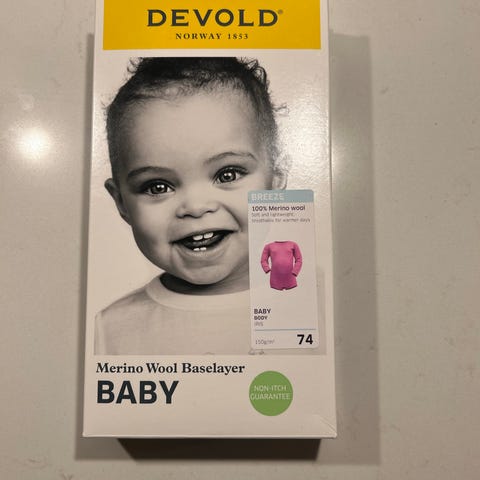 DEVOLD®
NORWAY 1853
BREEZE
100% Merino wool
Soft and lightweight,
breathable for warmer days
BABY
BODY
IRIS
150g/m²
74
Merino Wool Baselayer
BABY
NON-ITCH
GUARANTEE